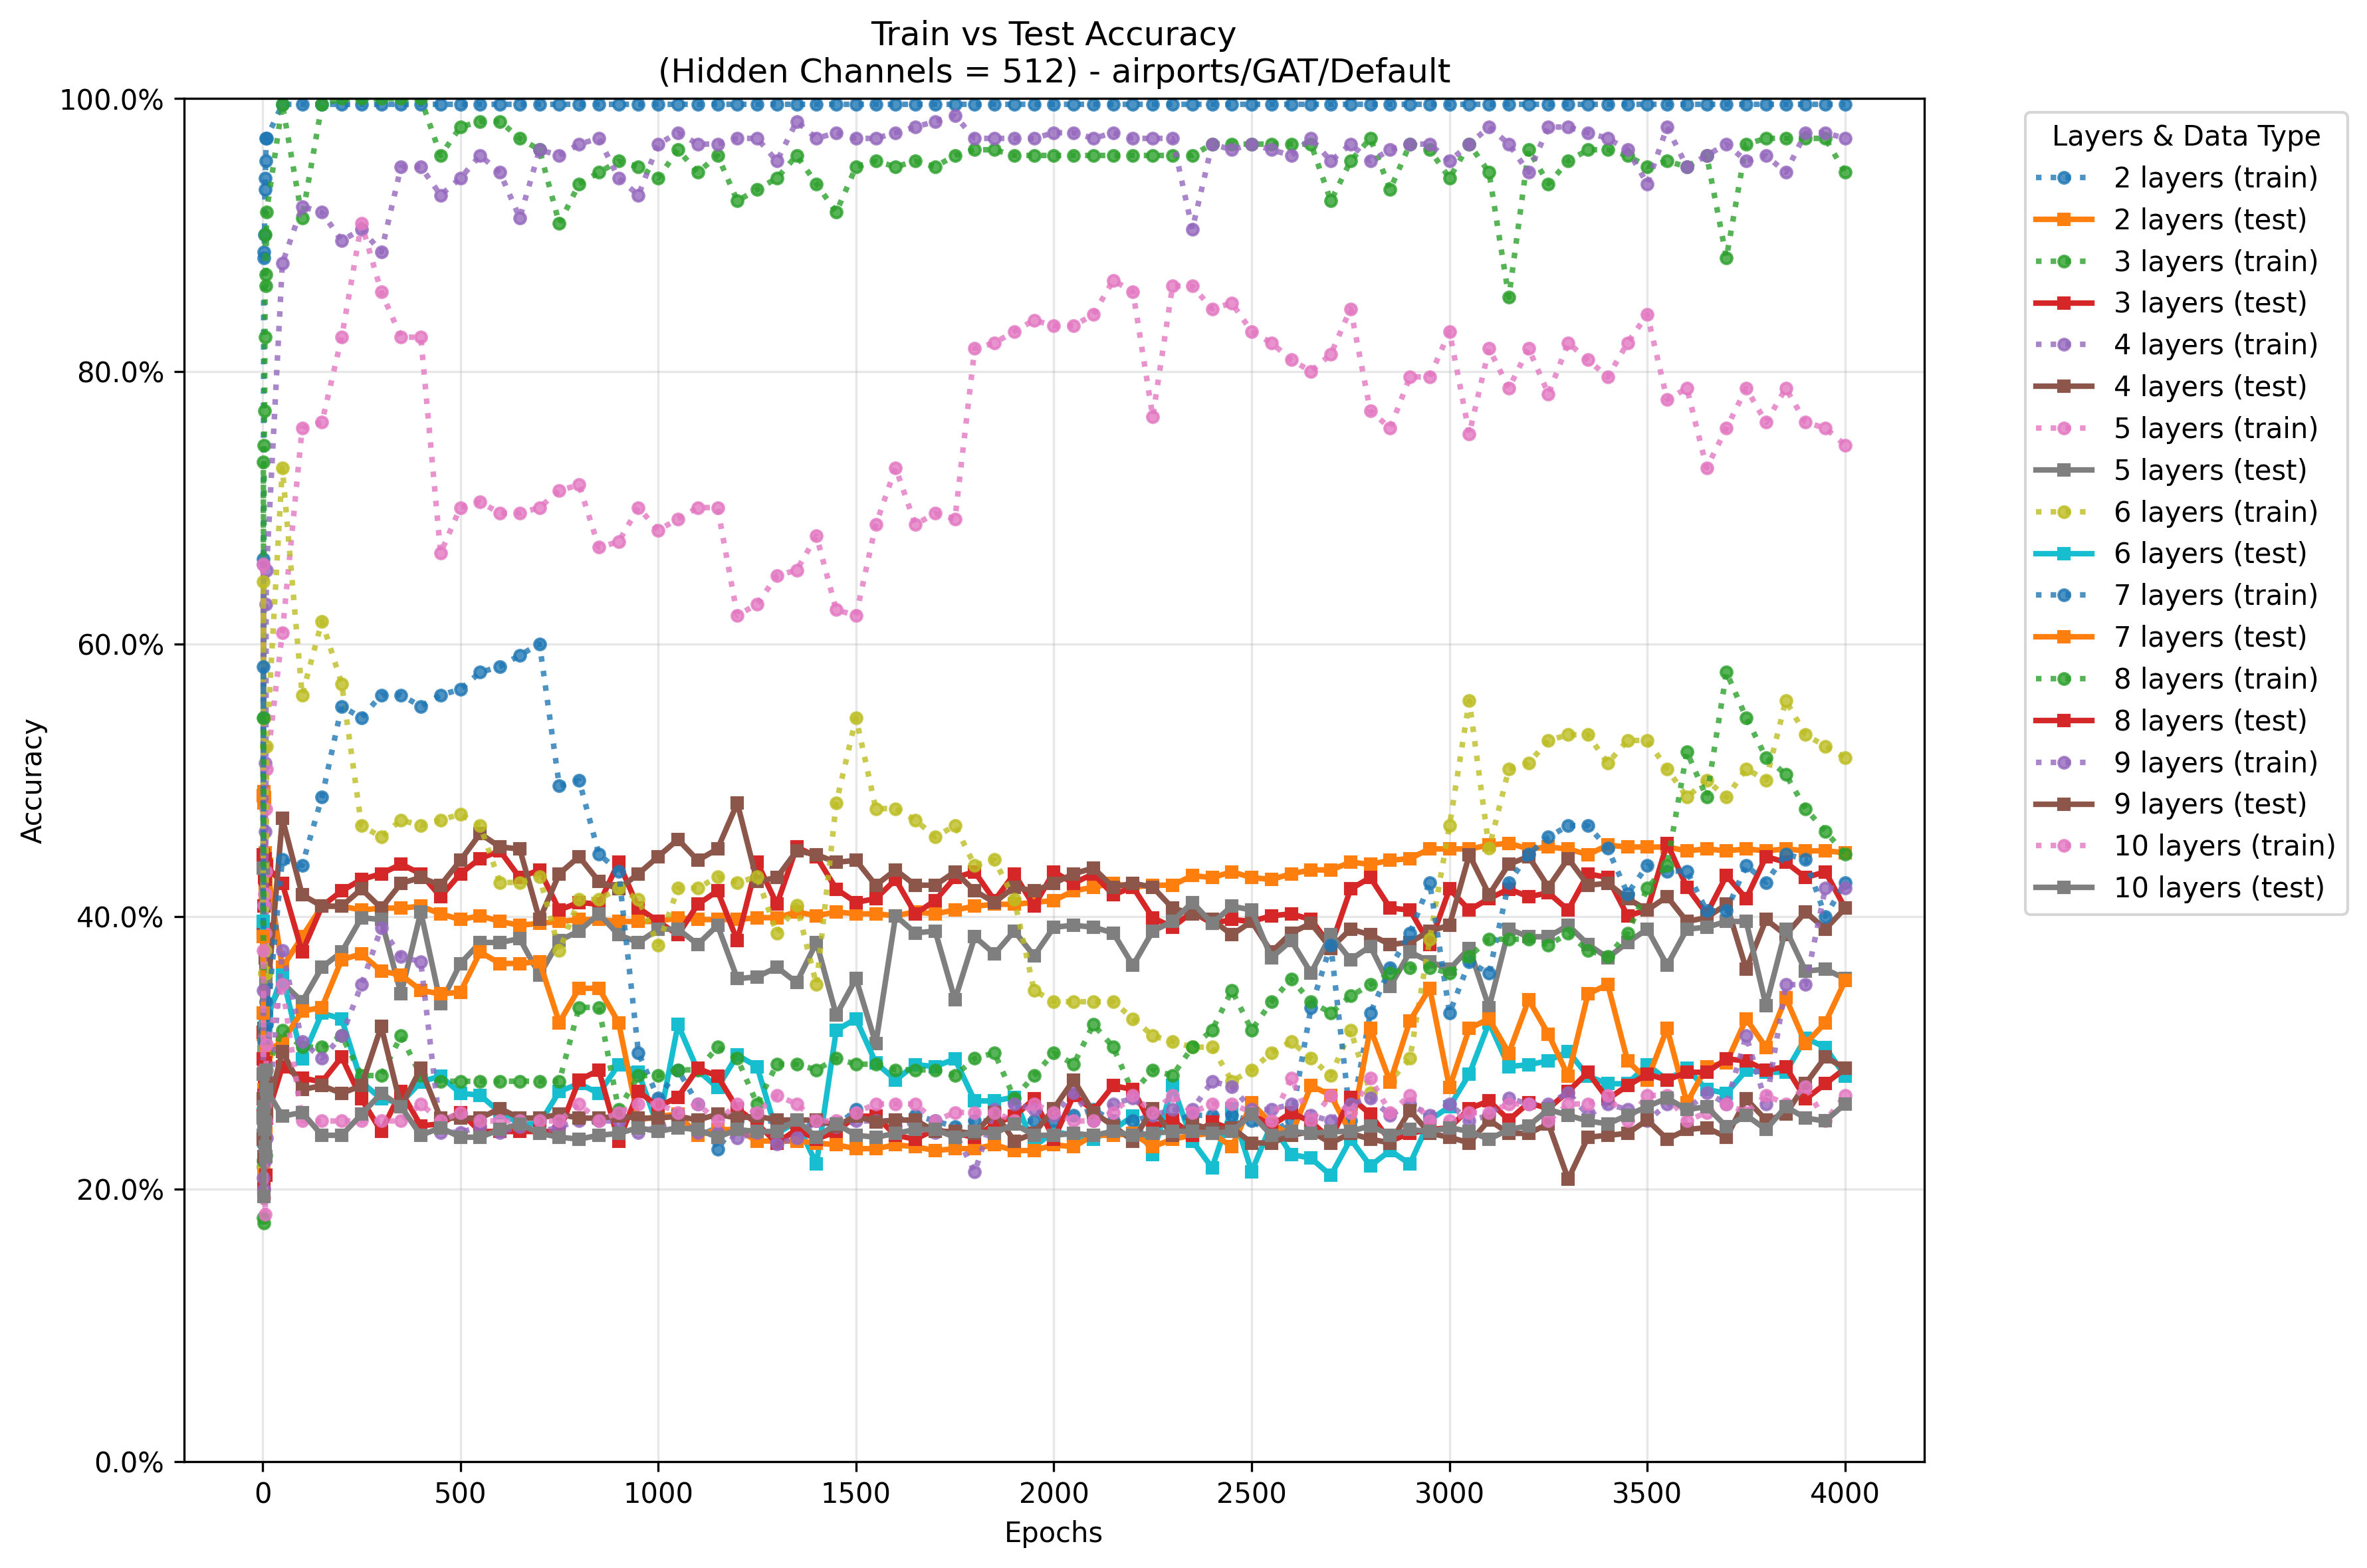 Train vs Test Accuracy
(Hidden Channels = 512) - airports/GAT/Default
100.0%
80.0%
60.0%
40.0%
20.0%
0.0%
Accuracy
0 500 1000 1500 2000 2500 3000 3500 4000
Epochs
Layers & Data Type
2 layers (train)
2 layers (test)
3 layers (train)
3 layers (test)
4 layers (train)
4 layers (test)
5 layers (train)
5 layers (test)
6 layers (train)
6 layers (test)
7 layers (train)
7 layers (test)
8 layers (train)
8 layers (test)
9 layers (train)
9 layers (test)
10 layers (train)
10 layers (test)